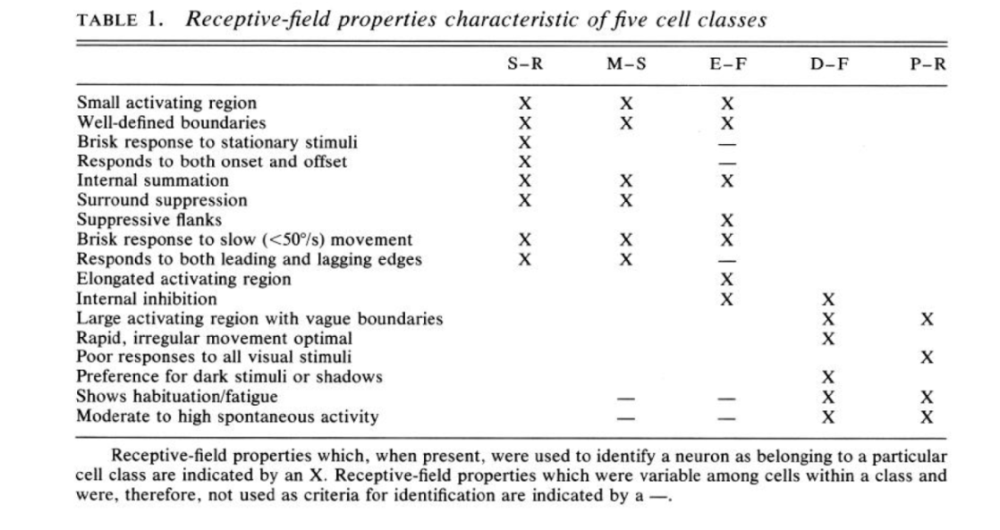 TABLE 1. Receptive-field properties characteristic of five cell classes
S–R M–S E–F D–F P–R
Small activating region X X X
Well-defined boundaries X X X
Brisk response to stationary stimuli X —
Responds to both onset and offset X —
Internal summation X X X
Surround suppression X X
Suppressive flanks X
Brisk response to slow (<50°/s) movement X X X
Responds to both leading and lagging edges X X —
Elongated activating region X
Internal inhibition X X
Large activating region with vague boundaries X X
Rapid, irregular movement optimal X
Poor responses to all visual stimuli X
Preference for dark stimuli or shadows X
Shows habituation/fatigue — — X X
Moderate to high spontaneous activity — — X X
Receptive-field properties which, when present, were used to identify a neuron as belonging to a particular
cell class are indicated by an X. Receptive-field properties which were variable among cells within a class and
were, therefore, not used as criteria for identification are indicated by a —.